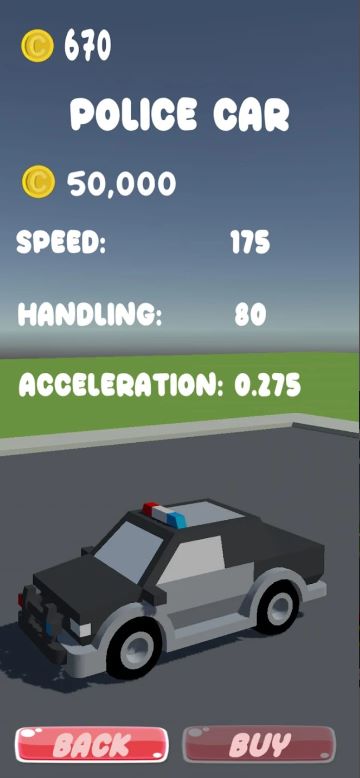 C 670
POLICE CAR
C 50,000
SPEED: 175
HANDLING: 80
ACCELERATION: 0.275
BACK BUY